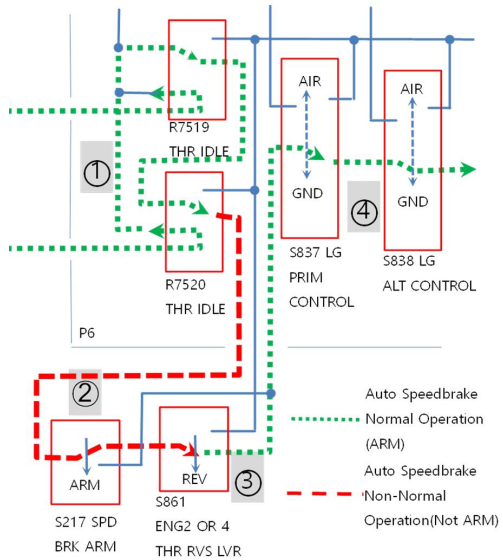 R7519
THR IDLE
①
R7520
THR IDLE
P6
AIR
GND
S837 LG
PRIM
CONTROL
④
AIR
GND
S838 LG
ALT CONTROL
②
ARM
S217 SPD
BRK ARM
REV
③
S861
ENG2 OR 4
THR RVS LVR
Auto Speedbrake
Normal Operation
(ARM)
Auto Speedbrake
Non-Normal
Operation(Not ARM)